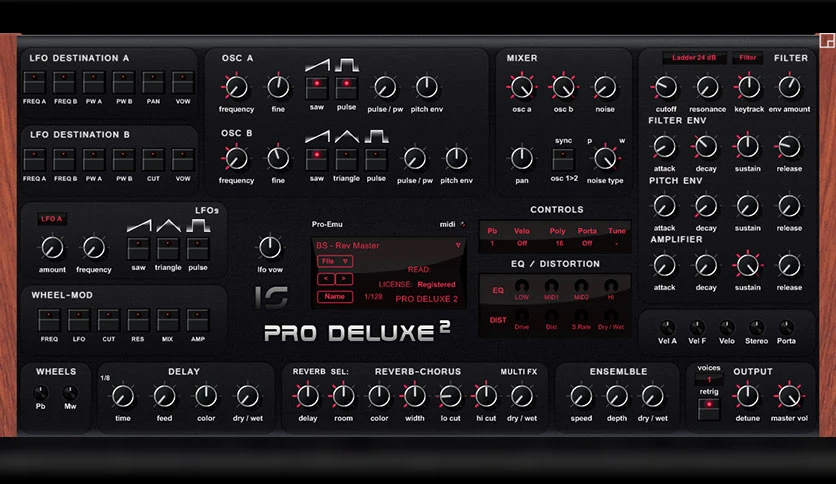 LFO DESTINATION A
FREQ A FREQ B PW A PW B PAN VOW
LFO DESTINATION B
FREQ A FREQ B PW A PW B CUT VOW
OSC A
frequency fine saw pulse pulse / pw pitch env
OSC B
frequency fine saw triangle pulse pulse / pw pitch env
MIXER
osc a osc b noise
sync p w
pan osc 1>2 noise type
Ladder 24 dB Filter FILTER
cutoff resonance keytrack env amount
FILTER ENV
attack decay sustain release
PITCH ENV
attack decay sustain release
AMPLIFIER
attack decay sustain release
LFOs
LFO A
amount frequency saw triangle pulse
WHEEL-MOD
FREQ LFO CUT RES MIX AMP
lfo vow
Pro-Emu midi
BS - Rev Master
File
READ:
< >
LICENSE: Registered
Name 1/128 PRO DELUXE 2
PRO DELUXE 2
CONTROLS
Pb Velo Poly Porta Tune
1 Off 16 Off -
EQ / DISTORTION
EQ LOW MID1 MID2 HI
DIST Drive Dist S.Rate Dry / Wet
Vel A Vel F Velo Stereo Porta
WHEELS
Pb Mw
DELAY
1/8
time feed color dry / wet
REVERB SEL: REVERB-CHORUS MULTI FX
delay room color width lo cut hi cut dry / wet
ENSEMLBLE
speed depth dry / wet
voices
1
retrig
OUTPUT
detune master vol